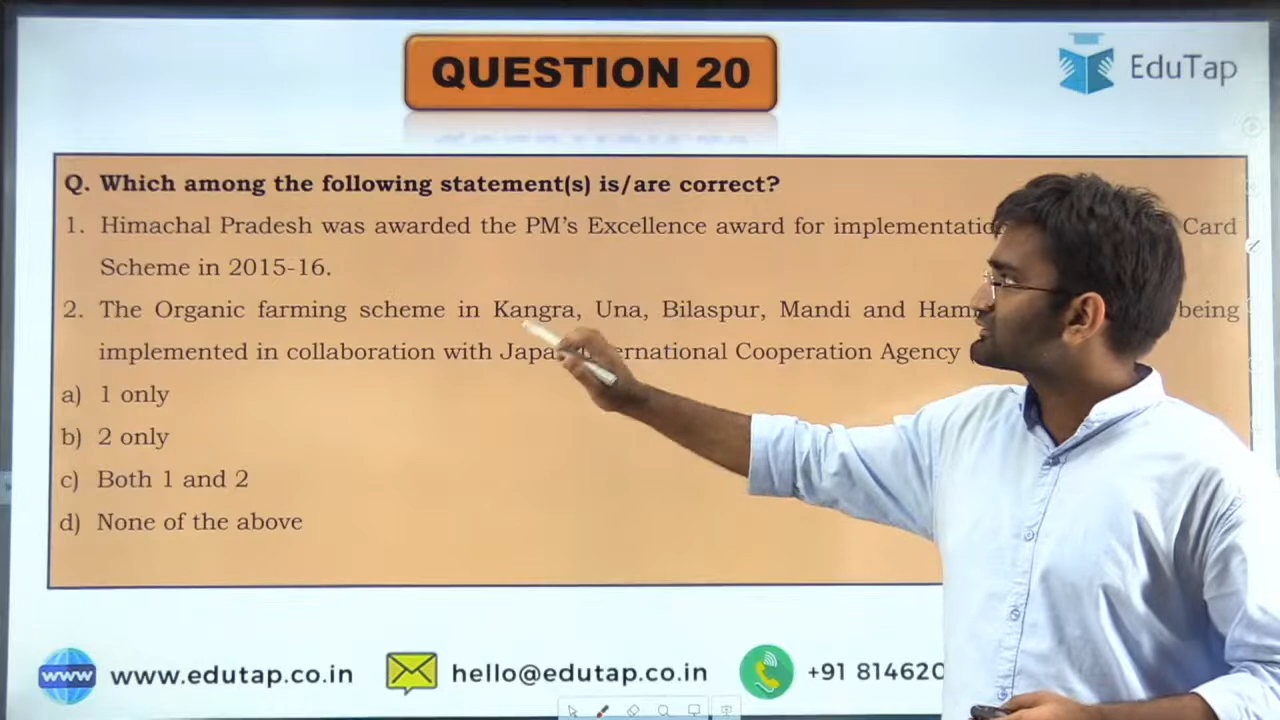 QUESTION 20
EduTap
Q. Which among the following statement(s) is/are correct?
1. Himachal Pradesh was awarded the PM's Excellence award for Card
Scheme in 2015-16.
2. The Organic farming scheme in Kangra, Una, Bilaspur, Mandi and being
implemented in collaboration with Cooperation Agency
a) 1 only
b) 2 only
c) Both 1 and 2
d) None of the above
www
www.edutap.co.in
hello@edutap.co.in
+91 814620